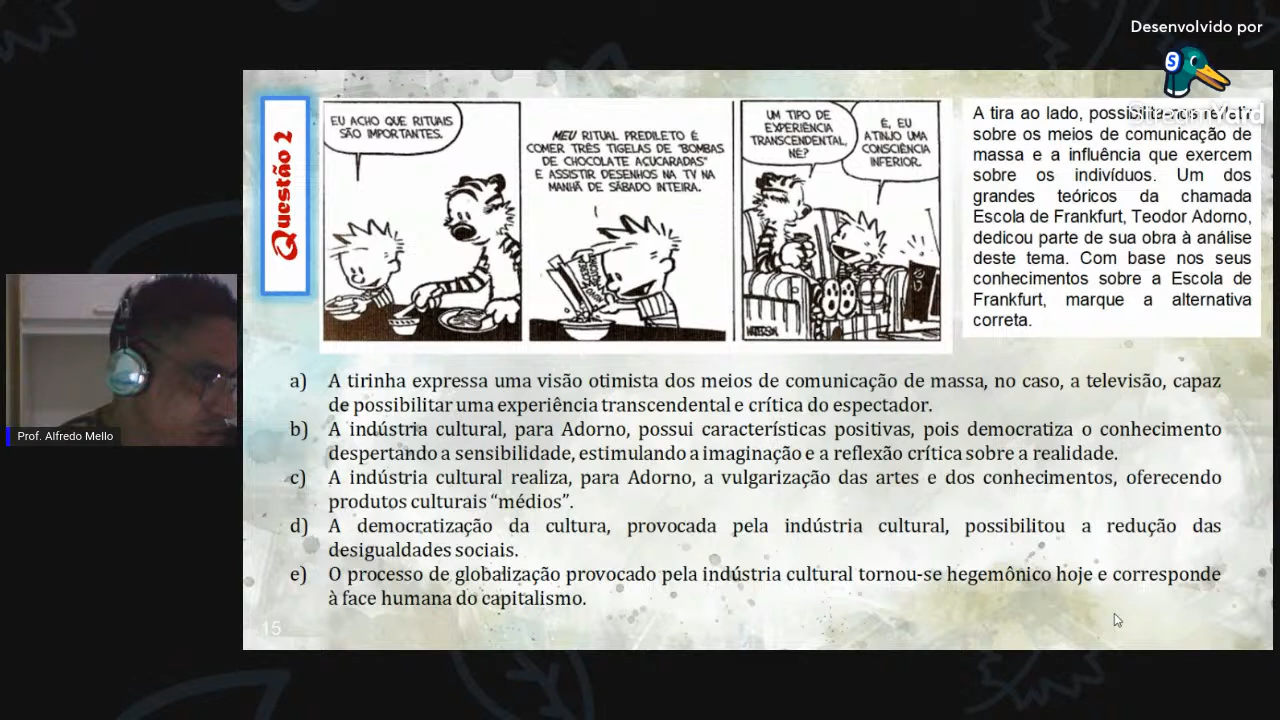 Desenvolvido por
S
StreamYard
Questão 2
EU ACHO QUE RITUAIS
SÃO IMPORTANTES.
MEU RITUAL PREDILETO É
COMER TRÊS TIGELAS DE "BOMBAS
DE CHOCOLATE ACUCARADAS"
E ASSISTIR DESENHOS NA TV NA
MANHÃ DE SÁBADO INTEIRA.
UM TIPO DE
EXPERIÊNCIA
TRANSCENDENTAL,
NÉ?
É, EU
ATINJO UMA
CONSCIÊNCIA
INFERIOR.
A tira ao lado, possibilita-nos refletir
sobre os meios de comunicação de
massa e a influência que exercem
sobre os indivíduos. Um dos
grandes teóricos da chamada
Escola de Frankfurt, Teodor Adorno,
dedicou parte de sua obra à análise
deste tema. Com base nos seus
conhecimentos sobre a Escola de
Frankfurt, marque a alternativa
correta.
a) A tirinha expressa uma visão otimista dos meios de comunicação de massa, no caso, a televisão, capaz
de possibilitar uma experiência transcendental e crítica do espectador.
b) A indústria cultural, para Adorno, possui características positivas, pois democratiza o conhecimento
despertando a sensibilidade, estimulando a imaginação e a reflexão crítica sobre a realidade.
c) A indústria cultural realiza, para Adorno, a vulgarização das artes e dos conhecimentos, oferecendo
produtos culturais “médios”.
d) A democratização da cultura, provocada pela indústria cultural, possibilitou a redução das
desigualdades sociais.
e) O processo de globalização provocado pela indústria cultural tornou-se hegemônico hoje e corresponde
à face humana do capitalismo.
15
Prof. Alfredo Mello